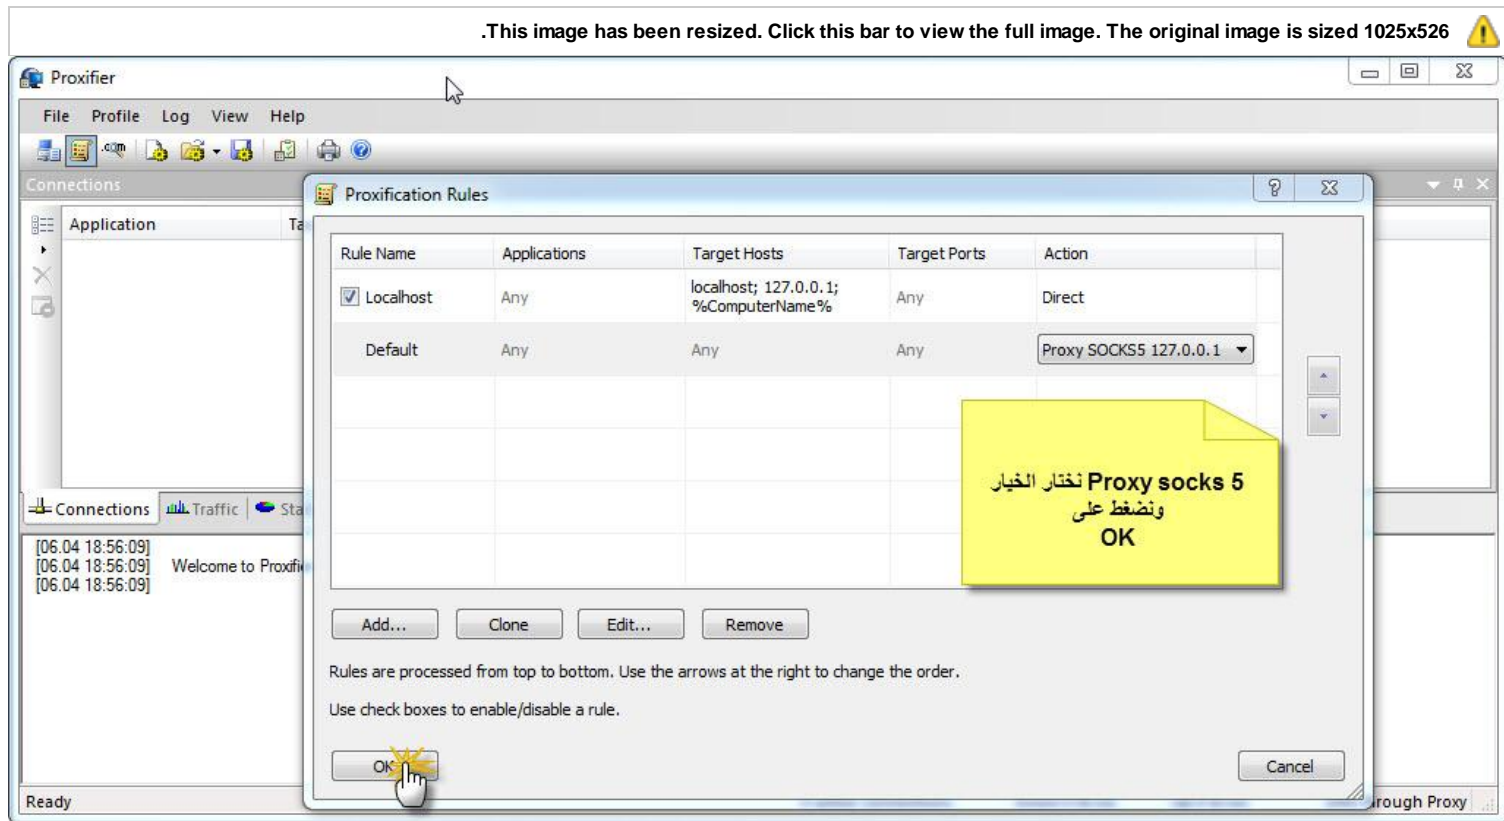 .This image has been resized. Click this bar to view the full image. The original image is sized 1025x526
Proxifier
File Profile Log View Help
.com
Connections
Application Ta
Proxification Rules
Rule Name Applications Target Hosts Target Ports Action
Localhost Any localhost; 127.0.0.1; Any Direct
%ComputerName%
Default Any Any Any Proxy SOCKS5 127.0.0.1
نختار الخيار Proxy socks 5
ونضغط على
OK
Connections Traffic Sta
[06.04 18:56:09]
[06.04 18:56:09] Welcome to Proxifi
[06.04 18:56:09]
Add... Clone Edit... Remove
Rules are processed from top to bottom. Use the arrows at the right to change the order.
Use check boxes to enable/disable a rule.
OK Cancel
Ready rough Proxy